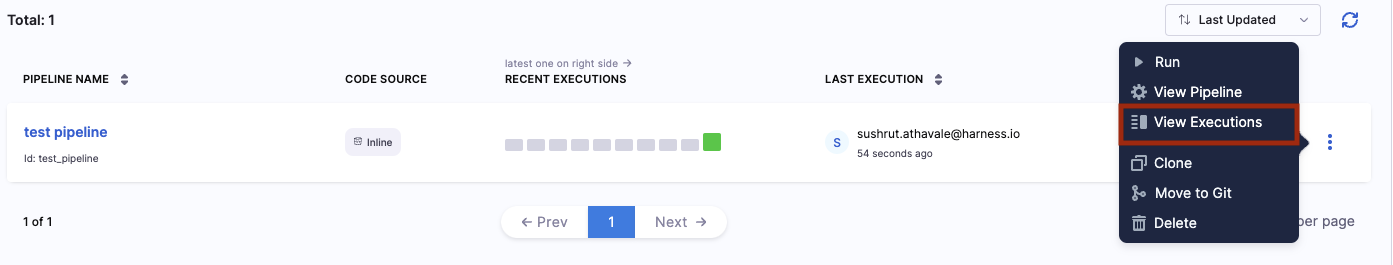 Total: 1
Last Updated
latest one on right side →
PIPELINE NAME
CODE SOURCE
RECENT EXECUTIONS
LAST EXECUTION
test pipeline
Id: test_pipeline
Inline
S
sushrut.athavale@harness.io
54 seconds ago
Run
View Pipeline
View Executions
Clone
Move to Git
Delete
1 of 1
← Prev
1
Next →
per page